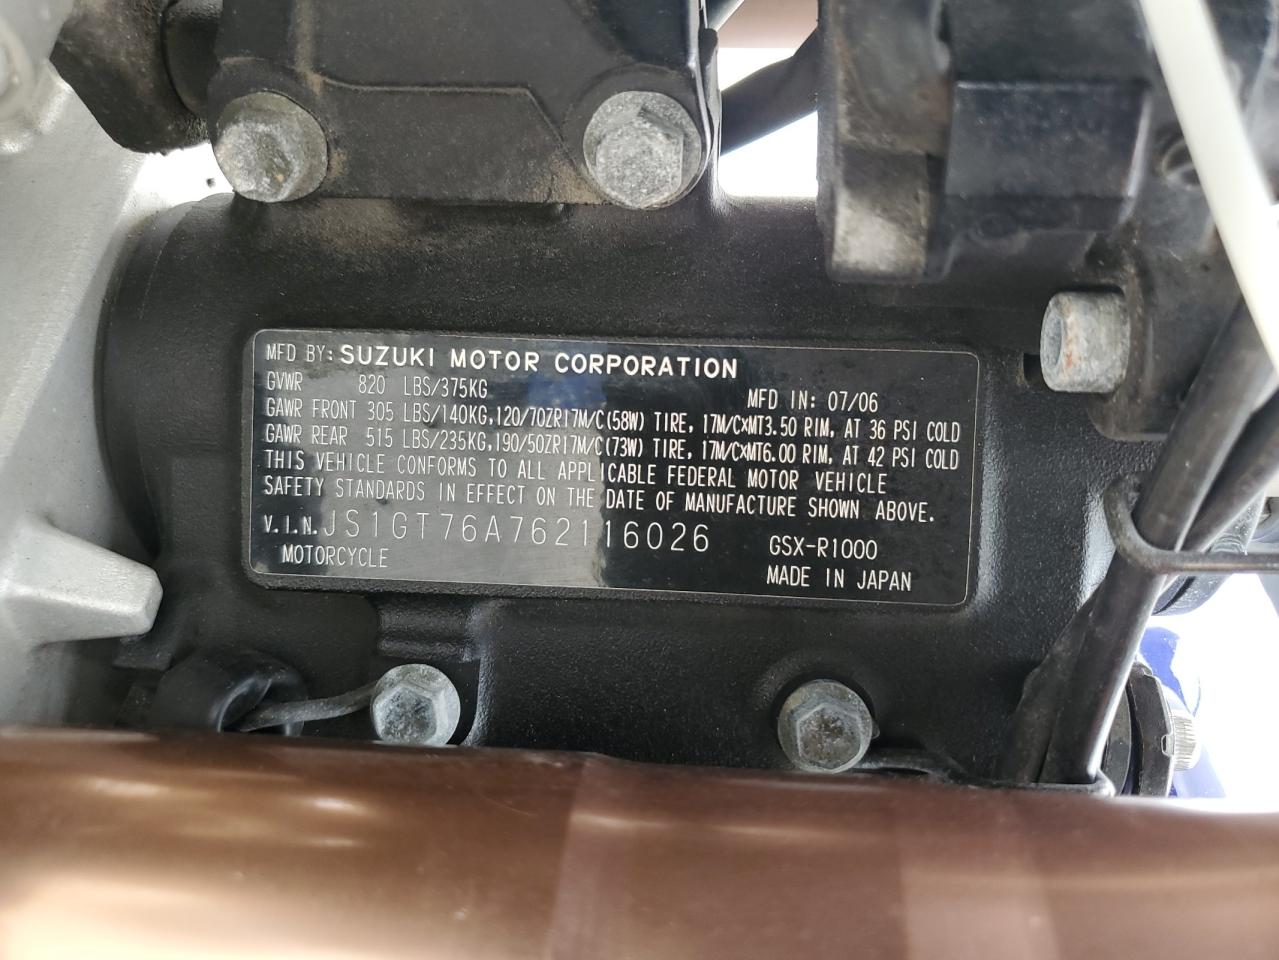 MFD BY: SUZUKI MOTOR CORPORATION
GVWR 820 LBS/375KG MFD IN: 07/06
GAWR FRONT 305 LBS/140KG,120/70ZR17M/C(58W) TIRE, 17M/C×MT3.50 RIM, AT 36 PSI COLD
GAWR REAR 515 LBS/235KG,190/50ZR17M/C(73W) TIRE, 17M/C×MT6.00 RIM, AT 42 PSI COLD
THIS VEHICLE CONFORMS TO ALL APPLICABLE FEDERAL MOTOR VEHICLE
SAFETY STANDARDS IN EFFECT ON THE DATE OF MANUFACTURE SHOWN ABOVE.
V.I.N. JS1GT76A762116026 GSX-R1000
MOTORCYCLE MADE IN JAPAN